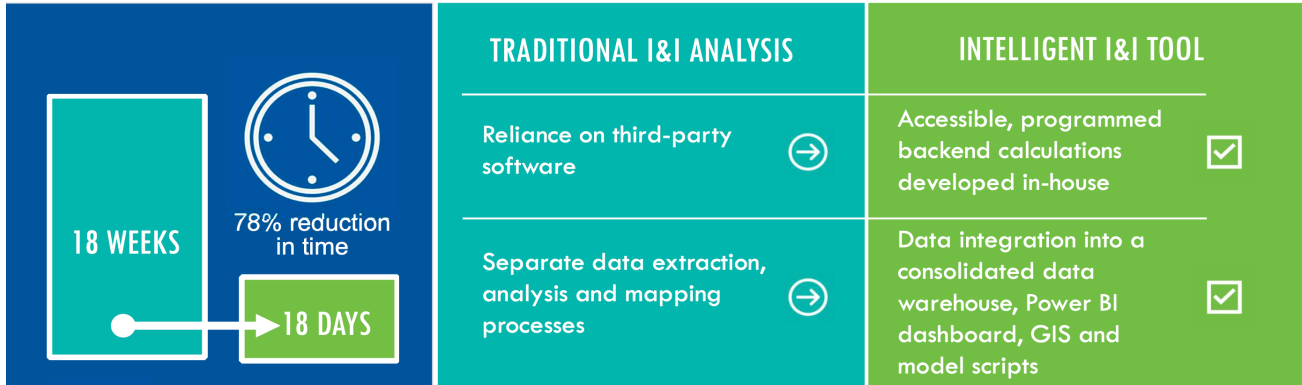 18 WEEKS
78% reduction
in time
18 DAYS
TRADITIONAL I&I ANALYSIS
INTELLIGENT I&I TOOL
Reliance on third-party
software
Accessible, programmed
backend calculations
developed in-house
Separate data extraction,
analysis and mapping
processes
Data integration into a
consolidated data
warehouse, Power BI
dashboard, GIS and
model scripts